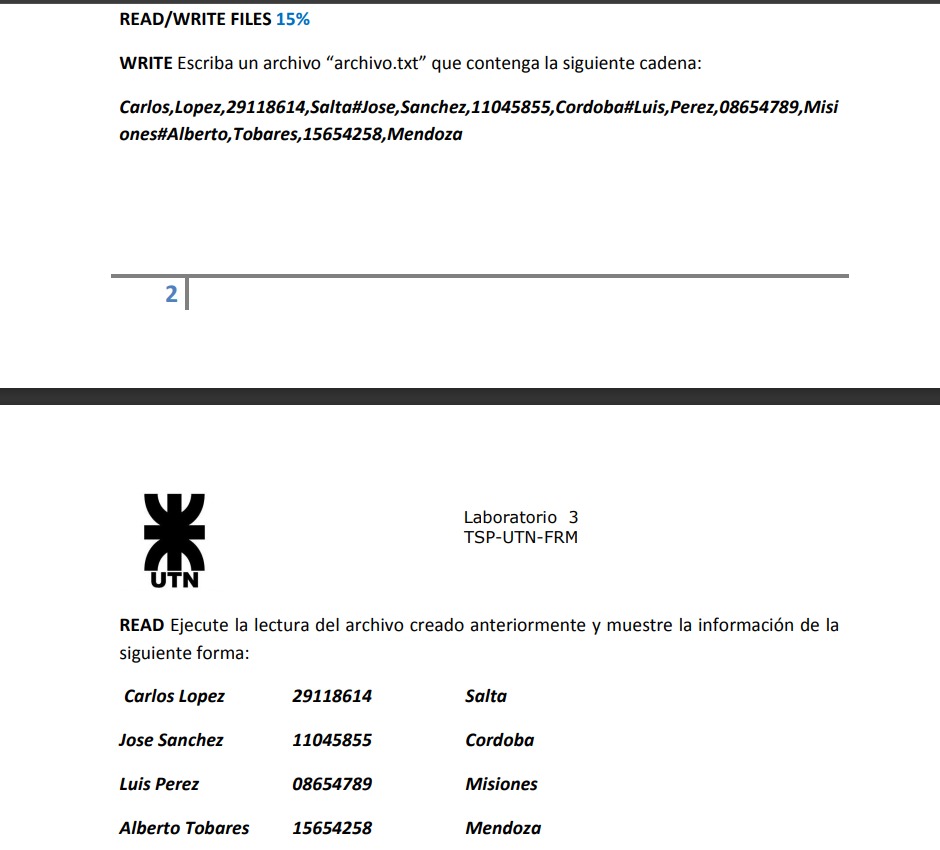 READ/WRITE FILES 15%
WRITE Escriba un archivo “archivo.txt” que contenga la siguiente cadena:
Carlos,Lopez,29118614,Salta#Jose,Sanchez,11045855,Cordoba#Luis,Perez,08654789,Misi
ones#Alberto,Tobares,15654258,Mendoza
2
UTN
Laboratorio 3
TSP-UTN-FRM
READ Ejecute la lectura del archivo creado anteriormente y muestre la información de la
siguiente forma:
Carlos Lopez 29118614 Salta
Jose Sanchez 11045855 Cordoba
Luis Perez 08654789 Misiones
Alberto Tobares 15654258 Mendoza